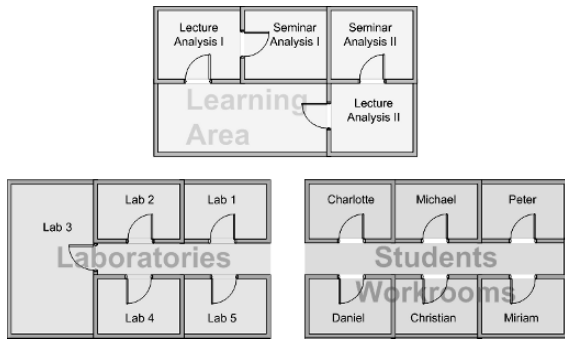 Lecture
Analysis I
Seminar
Analysis I
Seminar
Analysis II
Learning
Area
Lecture
Analysis II
Lab 3
Lab 2
Lab 1
Laboratories
Lab 4
Lab 5
Charlotte
Michael
Peter
Students
Workrooms
Daniel
Christian
Miriam